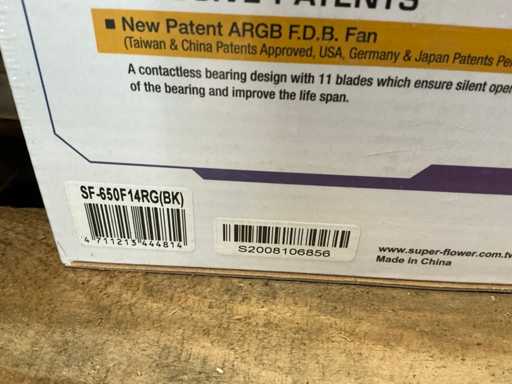 PATENTS
New Patent ARGB F.D.B. Fan
(Taiwan & China Patents Approved, USA, Germany & Japan Patents
A contactless bearing design with 11 blades which ensure silent
of the bearing and improve the life span.
SF-650F14RG(BK)
4 711213 444814
S2008106856
www.super-flower.com.tw
Made in China